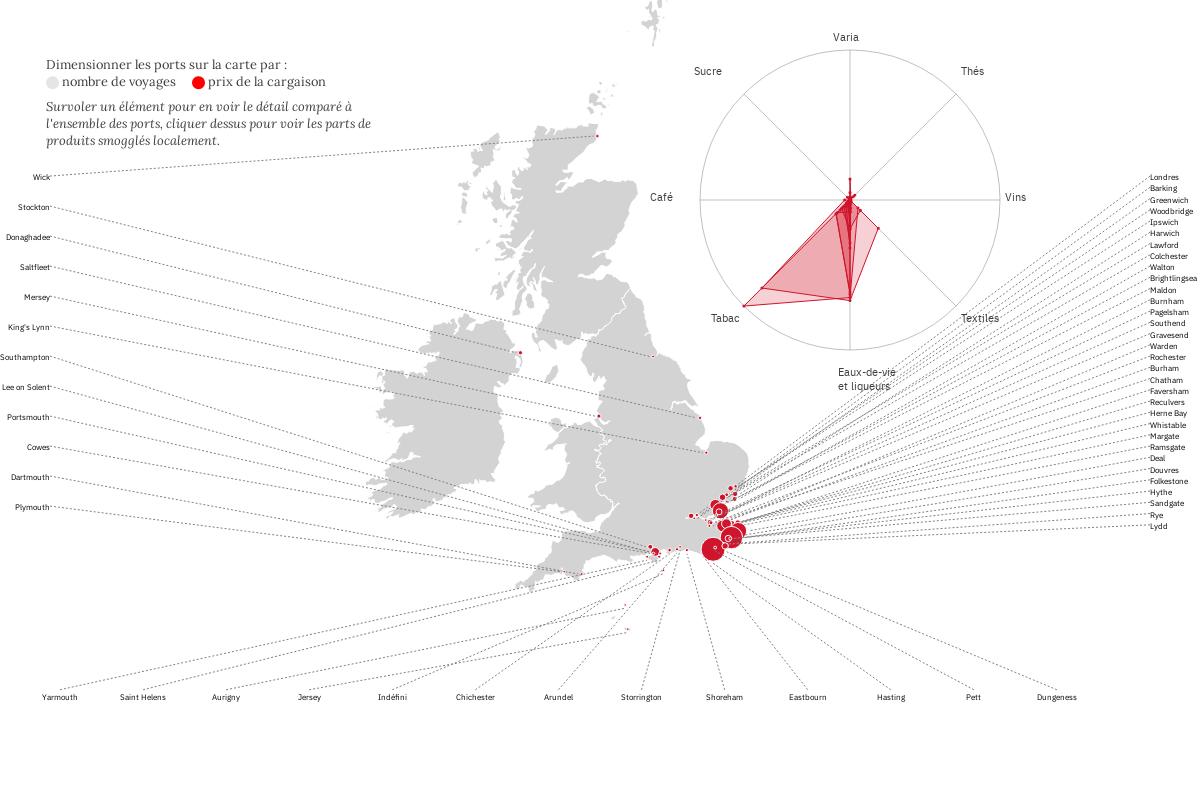 Dimensionner les ports sur la carte par :
nombre de voyages prix de la cargaison
Survoler un élément pour en voir le détail comparé à
l'ensemble des ports, cliquer dessus pour voir les parts de
produits smogglés localement.
Varia
Sucre
Thés
Café
Vins
Tabac
Textiles
Eaux-de-vie
et liqueurs
Wick
Stockton
Donaghadee
Saltfleet
Mersey
King's Lynn
Southampton
Lee on Solent
Portsmouth
Cowes
Dartmouth
Plymouth
Londres
Barking
Greenwich
Woodbridge
Ipswich
Harwich
Lawford
Colchester
Walton
Brightlingsea
Maldon
Burnham
Pagelsham
Southend
Gravesend
Warden
Rochester
Burham
Chatham
Faversham
Reculvers
Herne Bay
Whistable
Margate
Ramsgate
Deal
Douvres
Folkestone
Hythe
Sandgate
Rye
Lydd
Yarmouth Saint Helens Aurigny Jersey Indéfini Chichester Arundel Storrington Shoreham Eastbourn Hasting Pett Dungeness